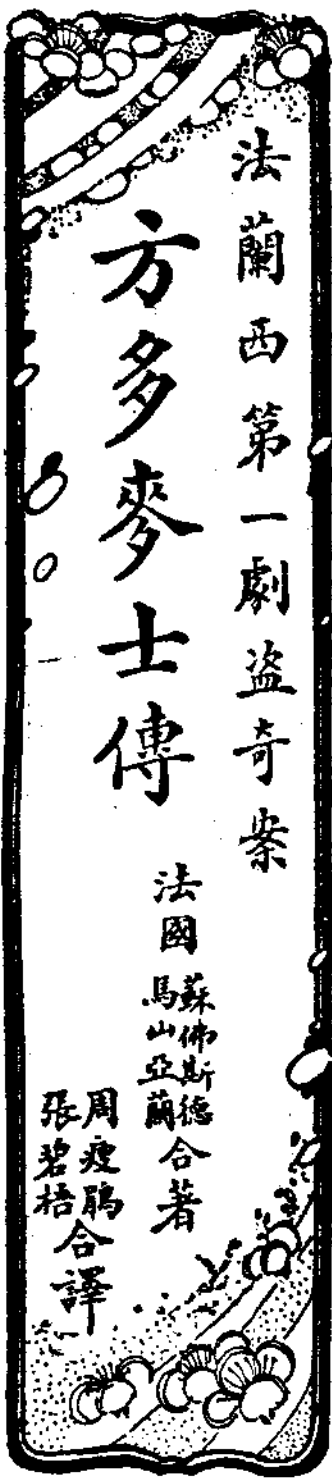 法蘭西第一劇盜奇案
方多麥士傳
法國
蘇佛斯德
馬山亞蘭
合著
周瘦鵑
張碧梧
合譯